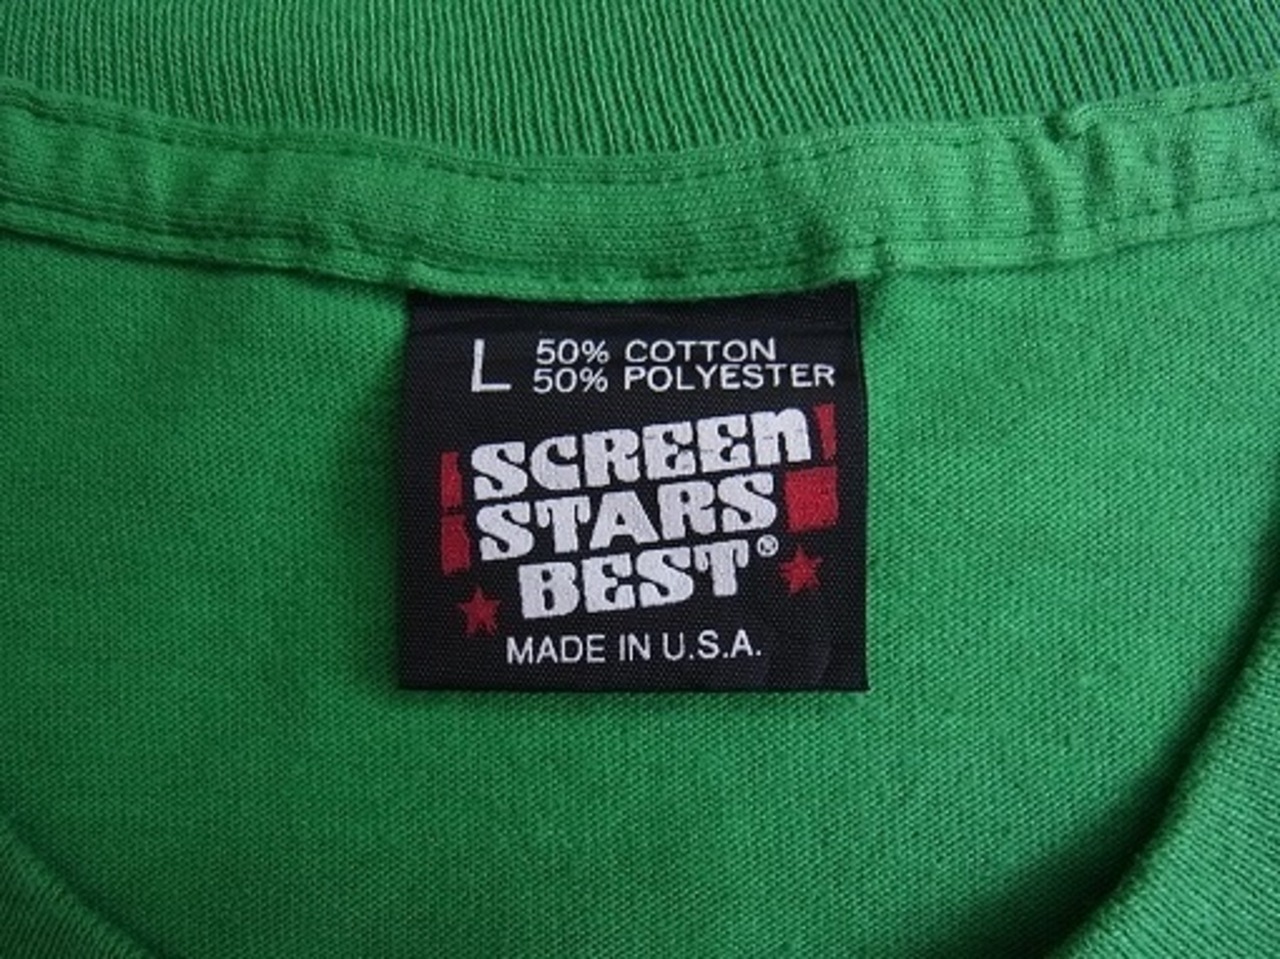 L 50% COTTON
50% POLYESTER
SCREEN
STARS
BEST®
MADE IN U.S.A.